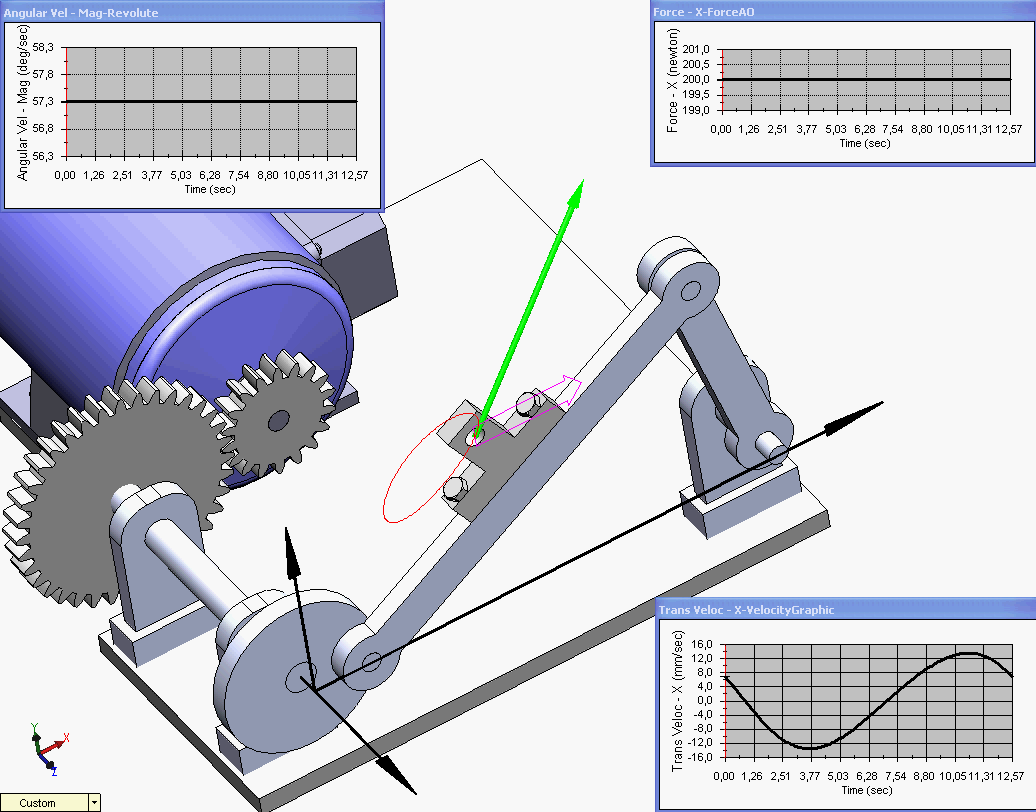 Angular Vel - Mag-Revolute
Angular Vel - Mag (deg/sec)
58,3
57,8
57,3
56,8
56,3
0,00 1,26 2,51 3,77 5,03 6,28 7,54 8,80 10,05 11,31 12,57
Time (sec)
Force - X-ForceAO
Force - X (newton)
201,0
200,5
200,0
199,5
199,0
0,00 1,26 2,51 3,77 5,03 6,28 7,54 8,80 10,05 11,31 12,57
Time (sec)
Trans Veloc - X-VelocityGraphic
Trans Veloc - X (mm/sec)
16,0
12,0
8,0
4,0
0,0
-4,0
-8,0
-12,0
-16,0
0,00 1,26 2,51 3,77 5,03 6,28 7,54 8,80 10,05 11,31 12,57
Time (sec)
Y
X
Z
Custom